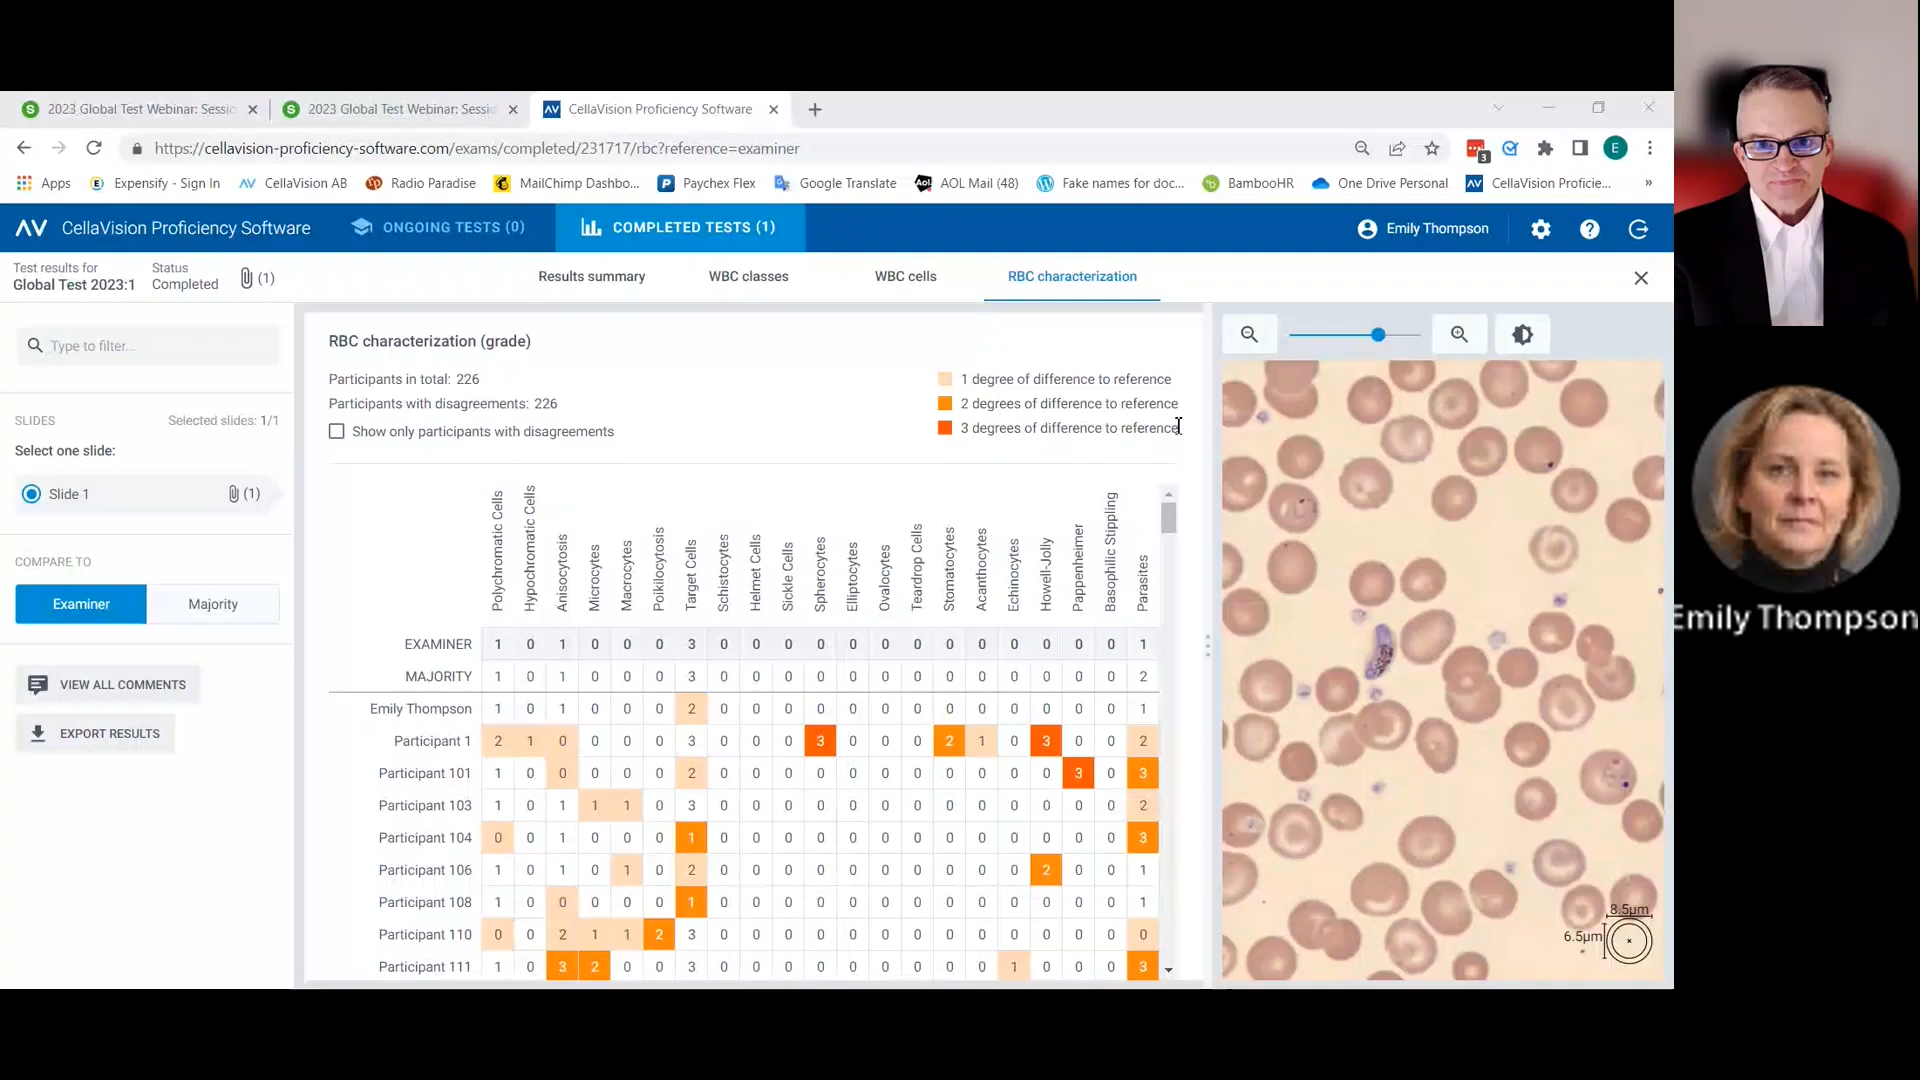 2023 Global Test Webinar: Sessio
2023 Global Test Webinar: Sessio
CellaVision Proficiency Software
https://cellavision-proficiency-software.com/exams/completed/231717/rbc?reference=examiner
3
E
Apps
Expensify - Sign In
CellaVision AB
Radio Paradise
MailChimp Dashbo...
Paychex Flex
Google Translate
AOL Mail (48)
Fake names for doc...
BambooHR
One Drive Personal
CellaVision Proficie...
»
CellaVision Proficiency Software
ONGOING TESTS (0)
COMPLETED TESTS (1)
Emily Thompson
Test results for
Global Test 2023:1
Status
Completed
(1)
Results summary
WBC classes
WBC cells
RBC characterization
Type to filter...
SLIDES
Selected slides: 1/1
Select one slide:
Slide 1
(1)
COMPARE TO
Examiner
Majority
VIEW ALL COMMENTS
EXPORT RESULTS
RBC characterization (grade)
Participants in total: 226
Participants with disagreements: 226
Show only participants with disagreements
1 degree of difference to reference
2 degrees of difference to reference
3 degrees of difference to reference
Polychromatic Cells
Hypochromatic Cells
Anisocytosis
Microcytes
Macrocytes
Poikilocytosis
Target Cells
Schistocytes
Helmet Cells
Sickle Cells
Spherocytes
Elliptocytes
Ovalocytes
Teardrop Cells
Stomatocytes
Acanthocytes
Echinocytes
Howell-Jolly
Pappenheimer
Basophilic Stippling
Parasites
EXAMINER 1 0 1 0 0 0 3 0 0 0 0 0 0 0 0 0 0 0 0 0 1
MAJORITY 1 0 1 0 0 0 3 0 0 0 0 0 0 0 0 0 0 0 0 0 2
Emily Thompson 1 0 1 0 0 0 2 0 0 0 0 0 0 0 0 0 0 0 0 0 1
Participant 1 2 1 0 0 0 0 3 0 0 0 3 0 0 0 2 1 0 3 0 0 2
Participant 101 1 0 0 0 0 0 2 0 0 0 0 0 0 0 0 0 0 0 3 0 3
Participant 103 1 0 1 1 1 0 3 0 0 0 0 0 0 0 0 0 0 0 0 0 2
Participant 104 0 0 1 0 0 0 1 0 0 0 0 0 0 0 0 0 0 0 0 0 3
Participant 106 1 0 1 0 1 0 2 0 0 0 0 0 0 0 0 0 0 2 0 0 1
Participant 108 1 0 0 0 0 0 1 0 0 0 0 0 0 0 0 0 0 0 0 0 1
Participant 110 0 0 2 1 1 2 3 0 0 0 0 0 0 0 0 0 0 0 0 0 0
Participant 111 1 0 3 2 0 0 3 0 0 0 0 0 0 0 0 0 1 0 0 0 3
8.5µm
6.5µm
Emily Thompson